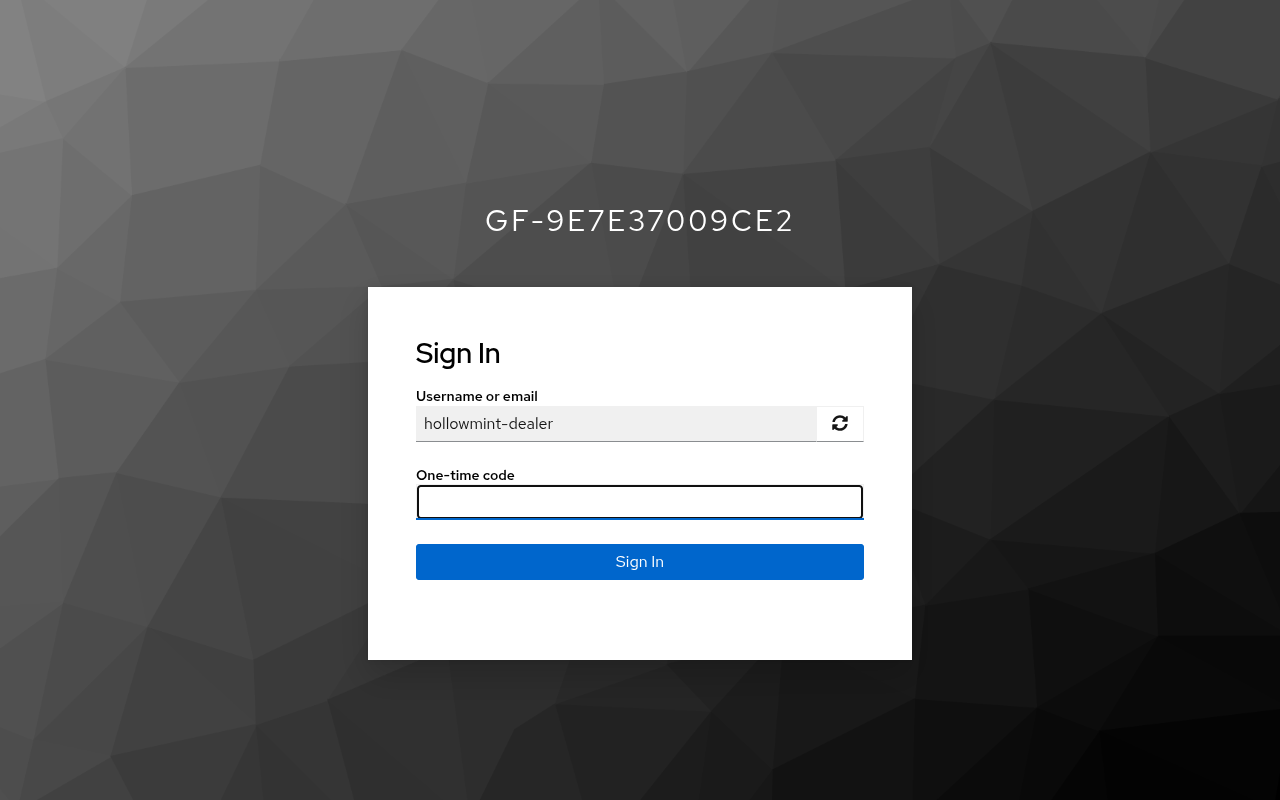 GF-9E7E37009CE2
Sign In
Username or email
hollowmint-dealer
One-time code
Sign In